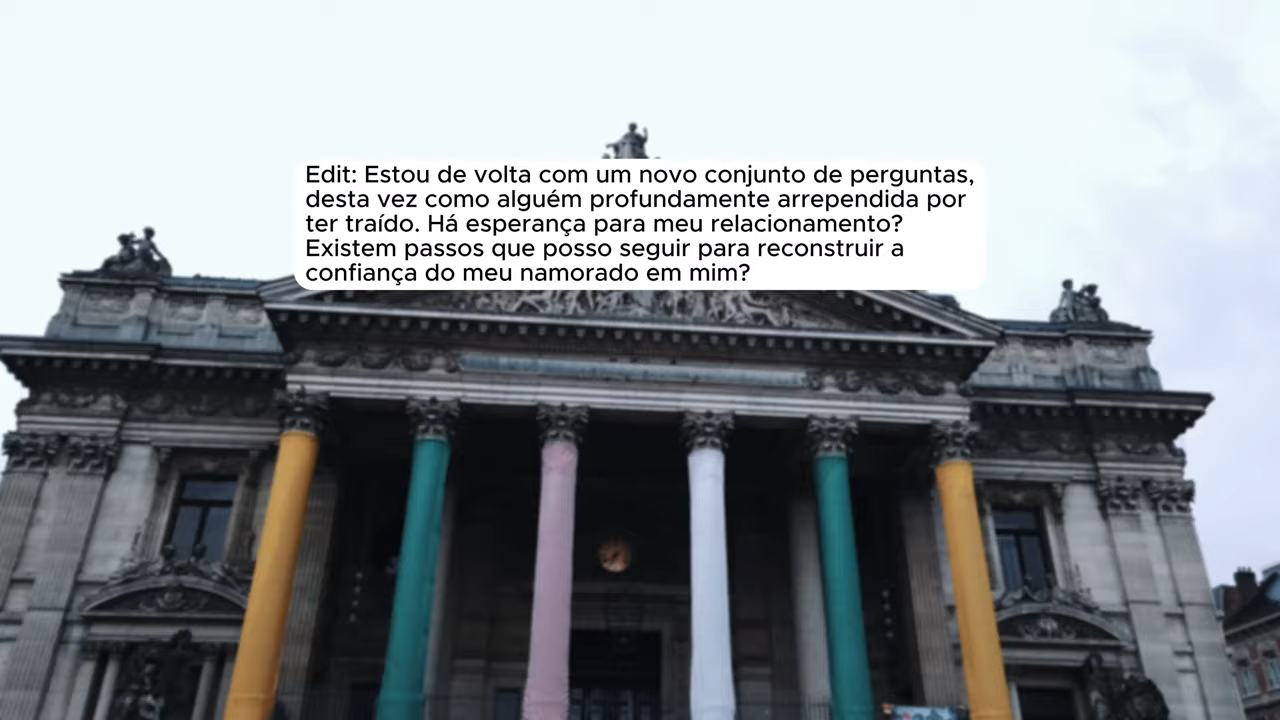 Edit: Estou de volta com um novo conjunto de perguntas,
desta vez como alguém profundamente arrependida por
ter traído. Há esperança para meu relacionamento?
Existem passos que posso seguir para reconstruir a
confiança do meu namorado em mim?